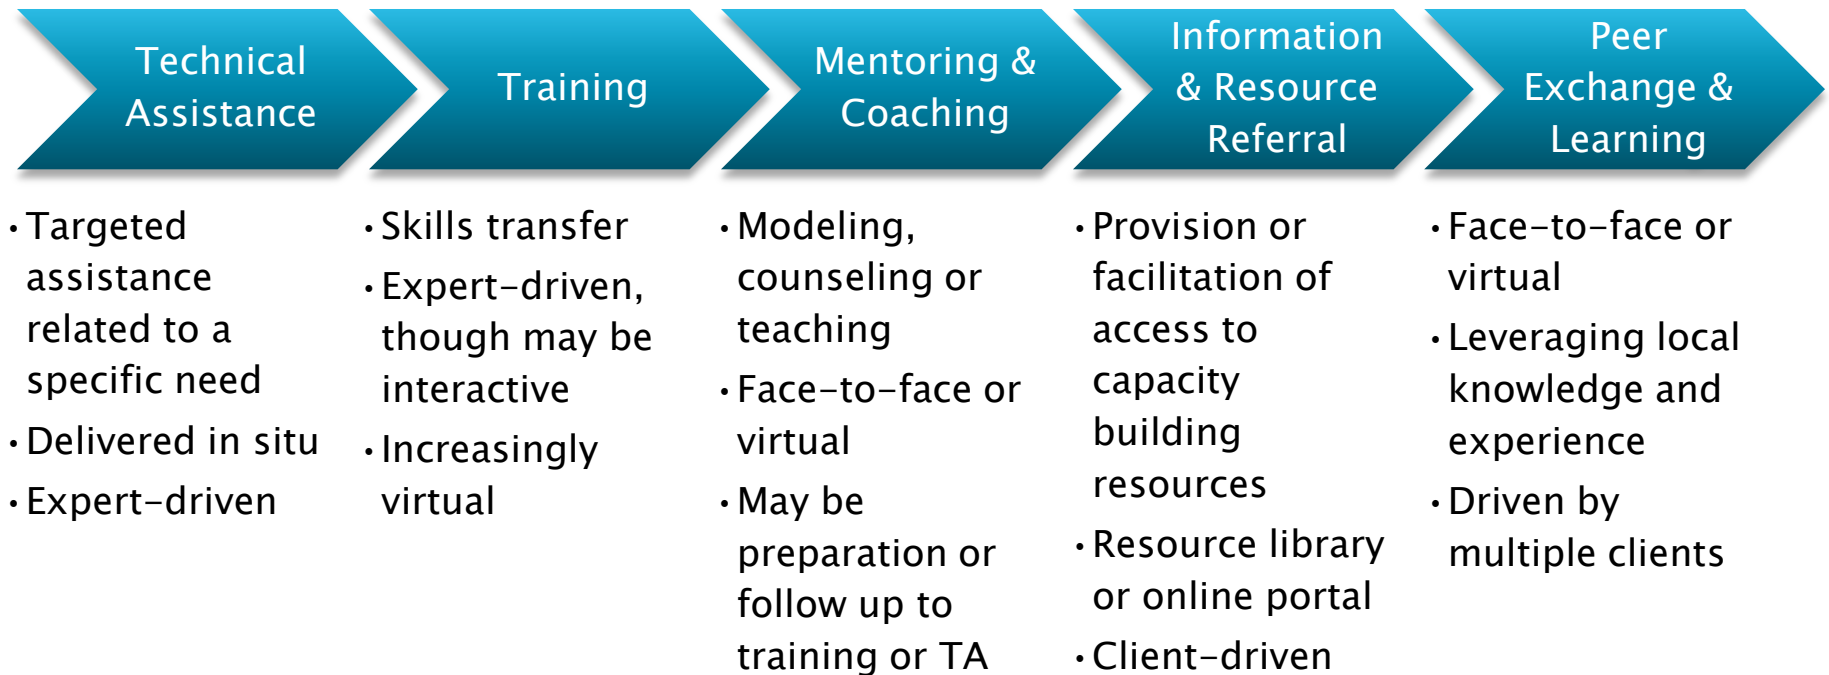 Technical
Assistance
Training
Mentoring &
Coaching
Information
& Resource
Referral
Peer
Exchange &
Learning
• Targeted
assistance
related to a
specific need
• Delivered in situ
• Expert-driven
• Skills transfer
• Expert-driven,
though may be
interactive
• Increasingly
virtual
• Modeling,
counseling or
teaching
• Face-to-face or
virtual
• May be
preparation or
follow up to
training or TA
• Provision or
facilitation of
access to
capacity
building
resources
• Resource library
or online portal
• Client-driven
• Face-to-face or
virtual
• Leveraging local
knowledge and
experience
• Driven by
multiple clients